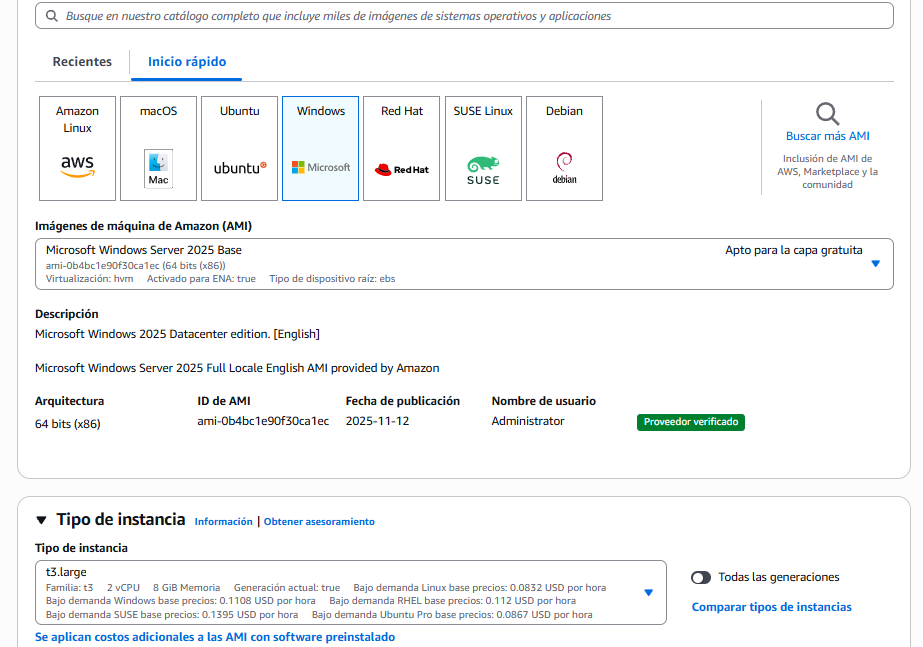 Busque en nuestro catálogo completo que incluye miles de imágenes de sistemas operativos y aplicaciones
Recientes
Inicio rápido
Amazon Linux
aws
macOS
Mac
Ubuntu
ubuntu
Windows
Microsoft
Red Hat
Red Hat
SUSE Linux
SUSE
Debian
debian
Buscar más AMI
Inclusión de AMI de
AWS, Marketplace y la
comunidad
Imágenes de máquina de Amazon (AMI)
Microsoft Windows Server 2025 Base
Apto para la capa gratuita
ami-0b4bc1e90f30ca1ec (64 bits (x86))
Virtualización: hvm Activado para ENA: true Tipo de dispositivo raíz: ebs
Descripción
Microsoft Windows 2025 Datacenter edition. [English]
Microsoft Windows Server 2025 Full Locale English AMI provided by Amazon
Arquitectura ID de AMI Fecha de publicación Nombre de usuario
64 bits (x86) ami-0b4bc1e90f30ca1ec 2025-11-12 Administrator Proveedor verificado
Tipo de instancia Información | Obtener asesoramiento
Tipo de instancia
t3.large
Familia: t3 2 vCPU 8 GiB Memoria Generación actual: true Bajo demanda Linux base precios: 0.0832 USD por hora
Bajo demanda Windows base precios: 0.1108 USD por hora Bajo demanda RHEL base precios: 0.112 USD por hora
Bajo demanda SUSE base precios: 0.1395 USD por hora Bajo demanda Ubuntu Pro base precios: 0.0867 USD por hora
Todas las generaciones
Comparar tipos de instancias
Se aplican costos adicionales a las AMI con software preinstalado